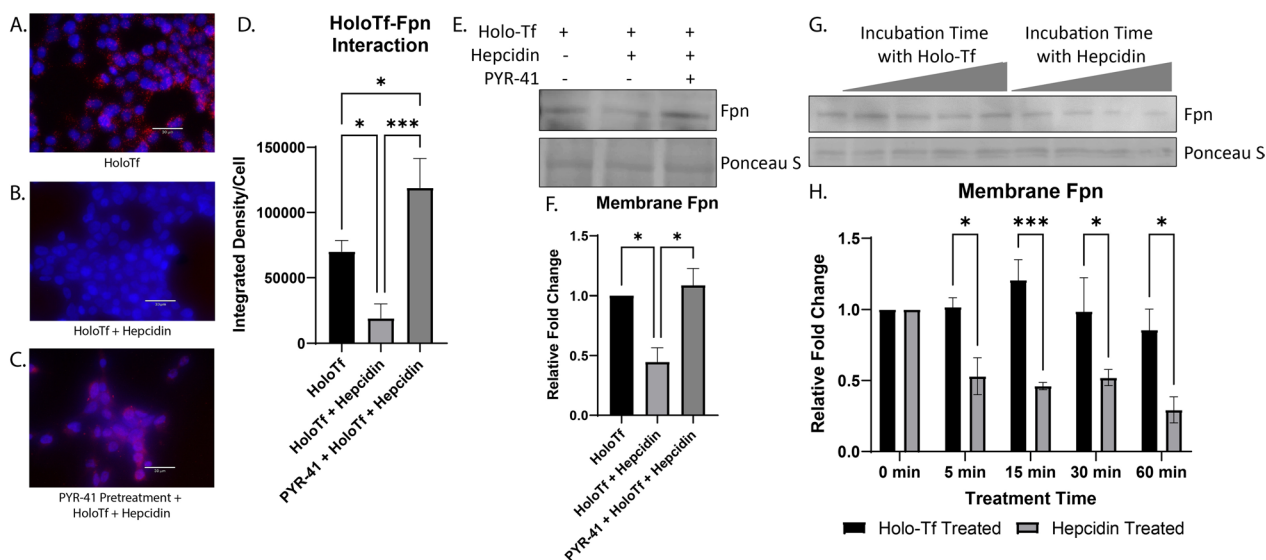 A.
HoloTf
B.
HoloTf + Hepcidin
C.
PYR-41 Pretreatment +
HoloTf + Hepcidin
D.
HoloTf-Fpn
Interaction
* 
* ***
Integrated Density/Cell
150000
100000
50000
0
HoloTf
HoloTf + Hepcidin
PYR-41 + HoloTf + Hepcidin
E.
Holo-Tf + + +
Hepcidin - + +
PYR-41 - - +
Fpn
Ponceau S
F.
Membrane Fpn
* *
Relative Fold Change
1.5
1.0
0.5
0.0
HoloTf
HoloTf + Hepcidin
PYR-41 + HoloTf + Hepcidin
G.
Incubation Time
with Holo-Tf
Incubation Time
with Hepcidin
Fpn
Ponceau S
H.
Membrane Fpn
* *** * *
Relative Fold Change
1.5
1.0
0.5
0.0
0 min 5 min 15 min 30 min 60 min
Treatment Time
Holo-Tf Treated Hepcidin Treated